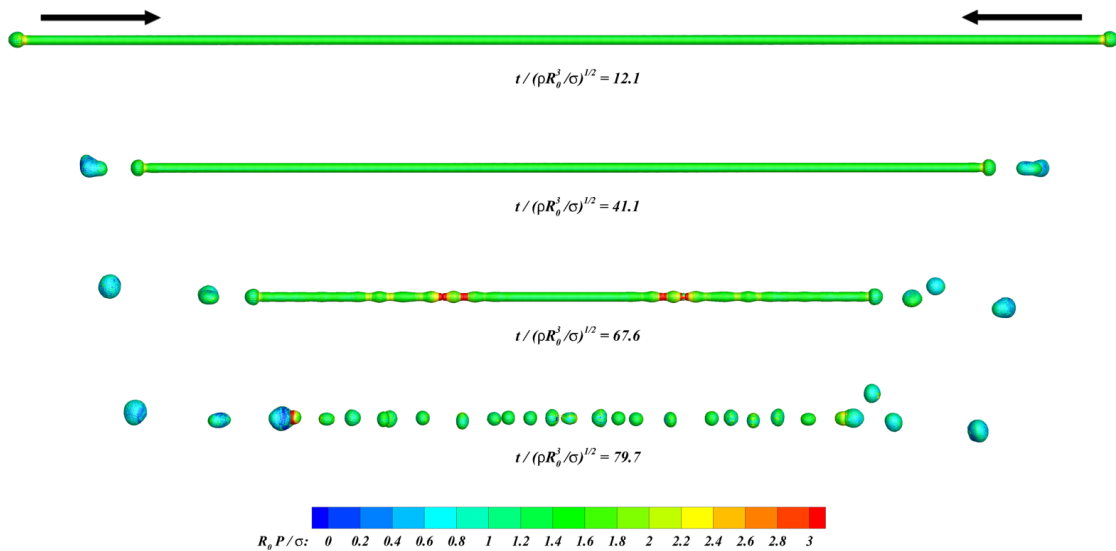 t / (ρR₀³/σ)^1/2 = 12.1
t / (ρR₀³/σ)^1/2 = 41.1
t / (ρR₀³/σ)^1/2 = 67.6
t / (ρR₀³/σ)^1/2 = 79.7
R₀ P / σ: 0 0.2 0.4 0.6 0.8 1 1.2 1.4 1.6 1.8 2 2.2 2.4 2.6 2.8 3